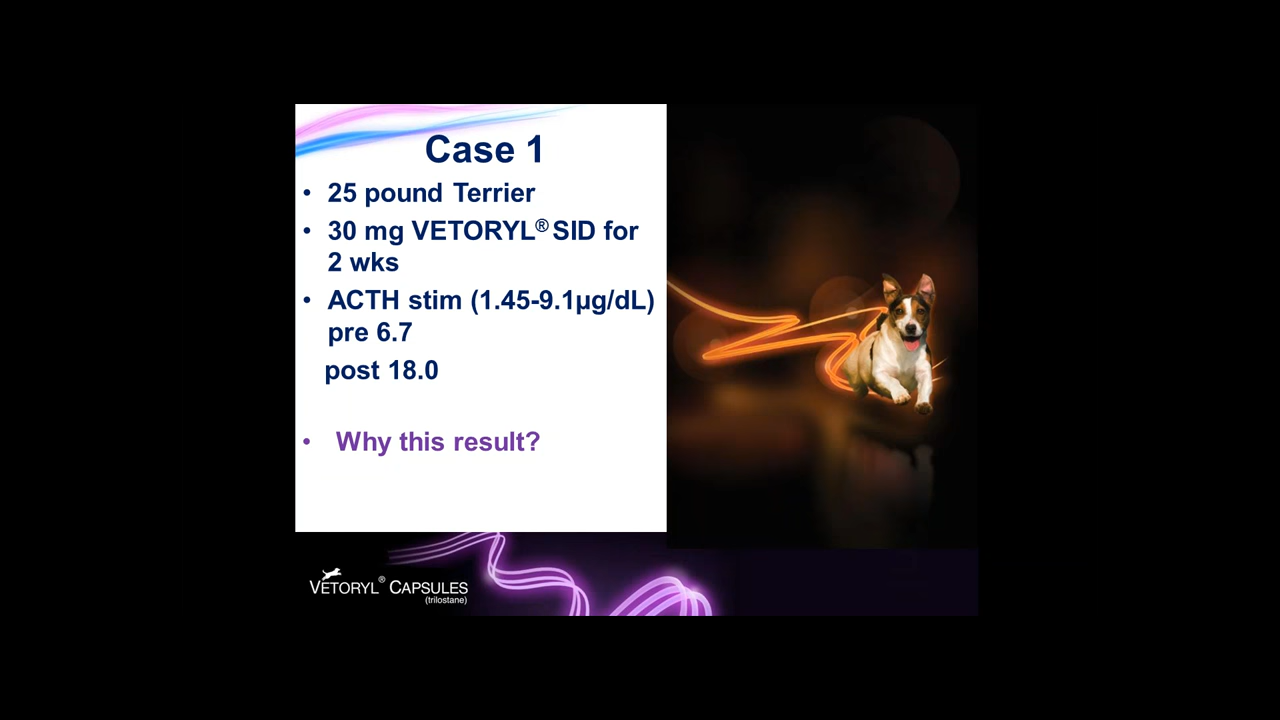 Case 1
• 25 pound Terrier
• 30 mg VETORYL® SID for
2 wks
• ACTH stim (1.45-9.1µg/dL)
pre 6.7
post 18.0
• Why this result?
VETORYL® CAPSULES
(trilostane)